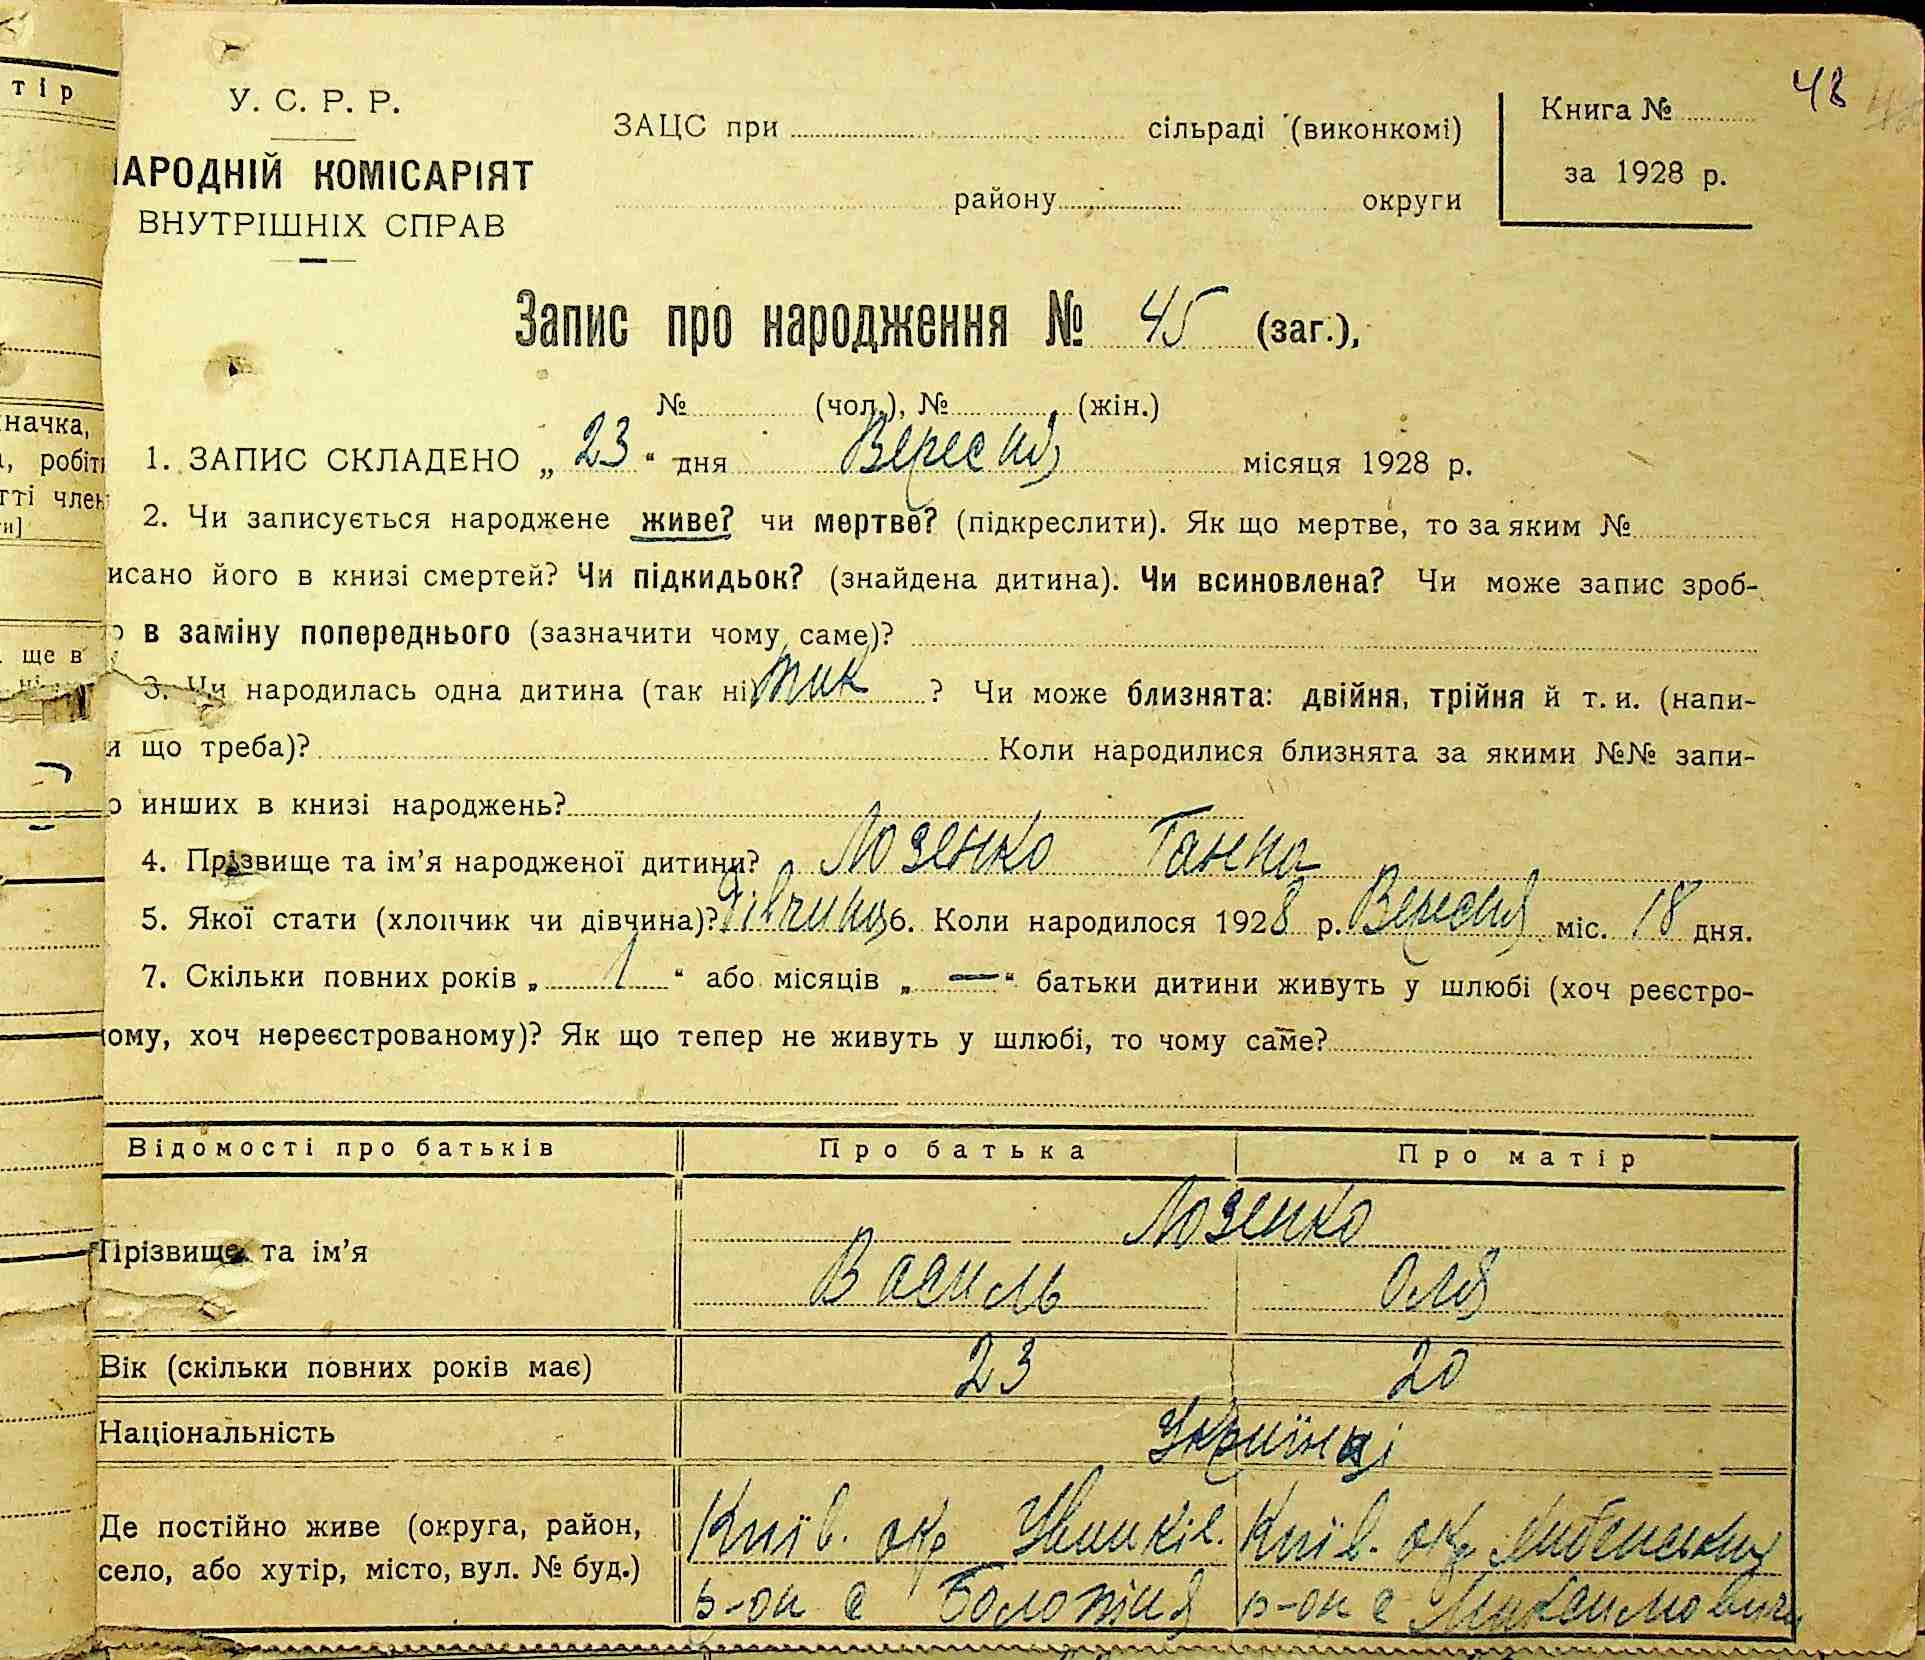 тір
начка,
, робіт
тті член
и]
ще в
48
У. С. Р. Р.
НАРОДНІЙ КОМІСАРІЯТ
ВНУТРІШНІХ СПРАВ
ЗАЦС при сільраді (виконкомі)
району округи
Книга №
за 1928 р.
Запис про народження № 45 (заг.),
№ (чол.), № (жін.)
1. ЗАПИС СКЛАДЕНО „ 23 “ дня Вересня місяця 1928 р.
2. Чи записується народжене живе? чи мертве? (підкреслити). Як що мертве, то за яким №
исано його в книзі смертей? Чи підкидьок? (знайдена дитина). Чи всиновлена? Чи може запис зроб-
о в заміну попереднього (зазначити чому саме)?
3. Чи народилась одна дитина (так ні) так ? Чи може близнята: двійня, трійня й т. и. (напи-
и що треба)? Коли народилися близнята за якими №№ запи-
о инших в книзі народжень?
4. Прізвище та ім’я народженої дитини? Лозенко Ганна
5. Якої стати (хлопчик чи дівчина)? Дівчина 6. Коли народилося 1928 р. Вересня міс. 18 дня.
7. Скільки повних років „ 1 “ або місяців „ — “ батьки дитини живуть у шлюбі (хоч реєстро-
ому, хоч нереєстрованому)? Як що тепер не живуть у шлюбі, то чому саме?
Відомості про батьків Про батька Про матір
Лозенко
Прізвище та ім’я
Василь Оля
Вік (скільки повних років має) 23 20
Національність Українці
Де постійно живе (округа, район, Київ. окр Київ. окр
село, або хутір, місто, вул. № буд.) р-он с Болотня р-он с Максимовичи